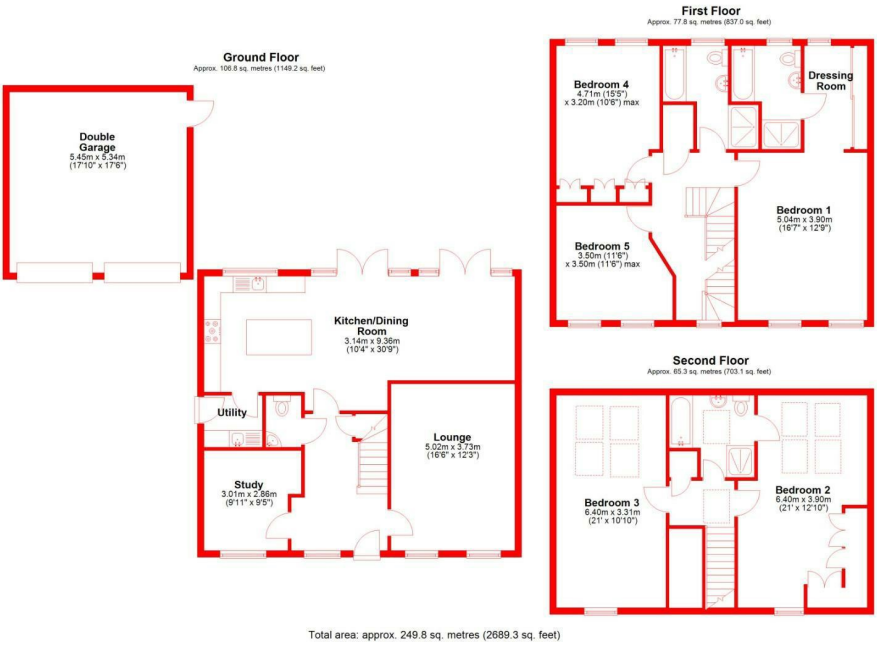 Ground Floor
Approx. 106.8 sq. metres (1149.2 sq. feet)
Double
Garage
5.45m x 5.34m
(17'10" x 17'6")
Kitchen/Dining
Room
3.14m x 9.36m
(10'4" x 30'9")
Utility
Lounge
5.02m x 3.73m
(16'6" x 12'3")
Study
3.01m x 2.86m
(9'11" x 9'5")
First Floor
Approx. 77.8 sq. metres (837.0 sq. feet)
Bedroom 4
4.71m (15'5")
x 3.20m (10'6") max
Dressing
Room
Bedroom 1
5.04m x 3.90m
(16'7" x 12'9")
Bedroom 5
3.50m (11'6")
x 3.50m (11'6") max
Second Floor
Approx. 65.3 sq. metres (703.1 sq. feet)
Bedroom 3
6.40m x 3.31m
(21' x 10'10")
Bedroom 2
6.40m x 3.90m
(21' x 12'10")
Total area: approx. 249.8 sq. metres (2689.3 sq. feet)